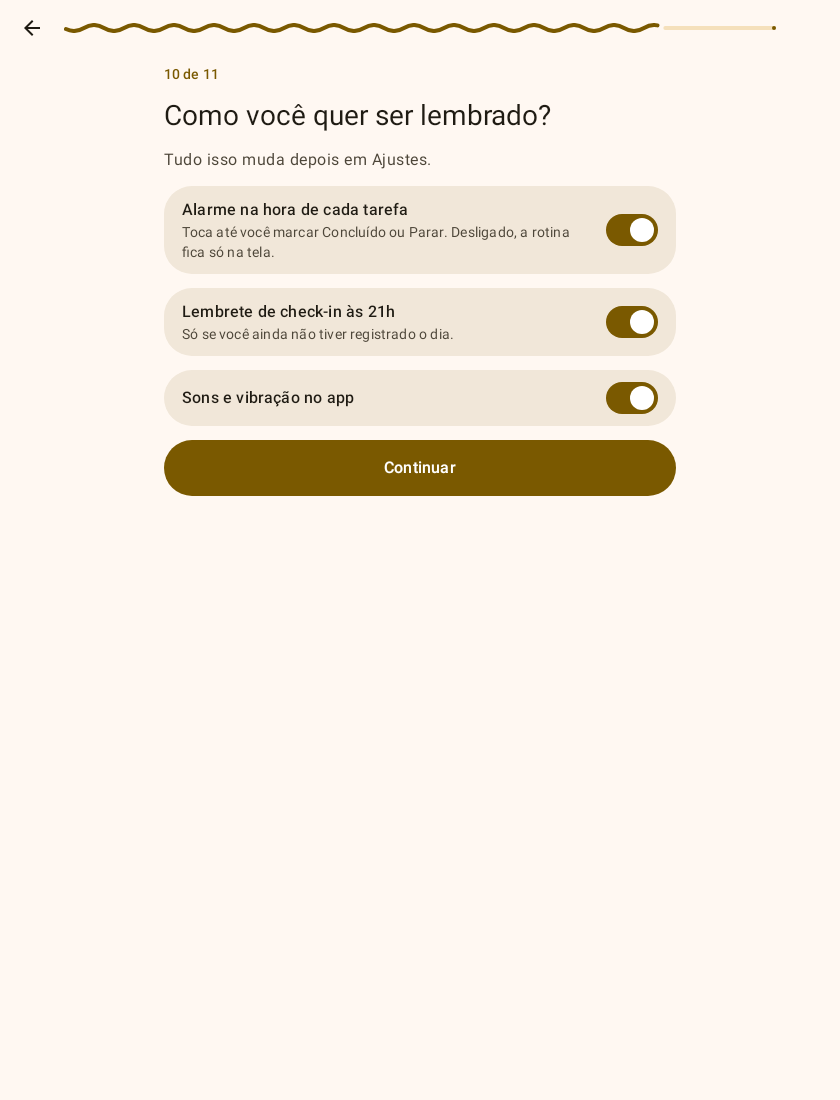 10 de 11
Como você quer ser lembrado?
Tudo isso muda depois em Ajustes.
Alarme na hora de cada tarefa
Toca até você marcar Concluído ou Parar. Desligado, a rotina
fica só na tela.
Lembrete de check-in às 21h
Só se você ainda não tiver registrado o dia.
Sons e vibração no app
Continuar